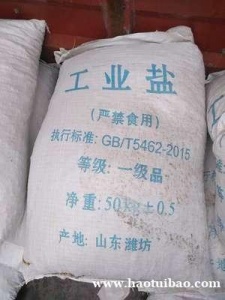 工业盐
(严禁食用)
执行标准: GB/T5462-2015
等级: 一级品
净重: 50kg±0.5
产地: 山东潍坊
www.haotuibao.com